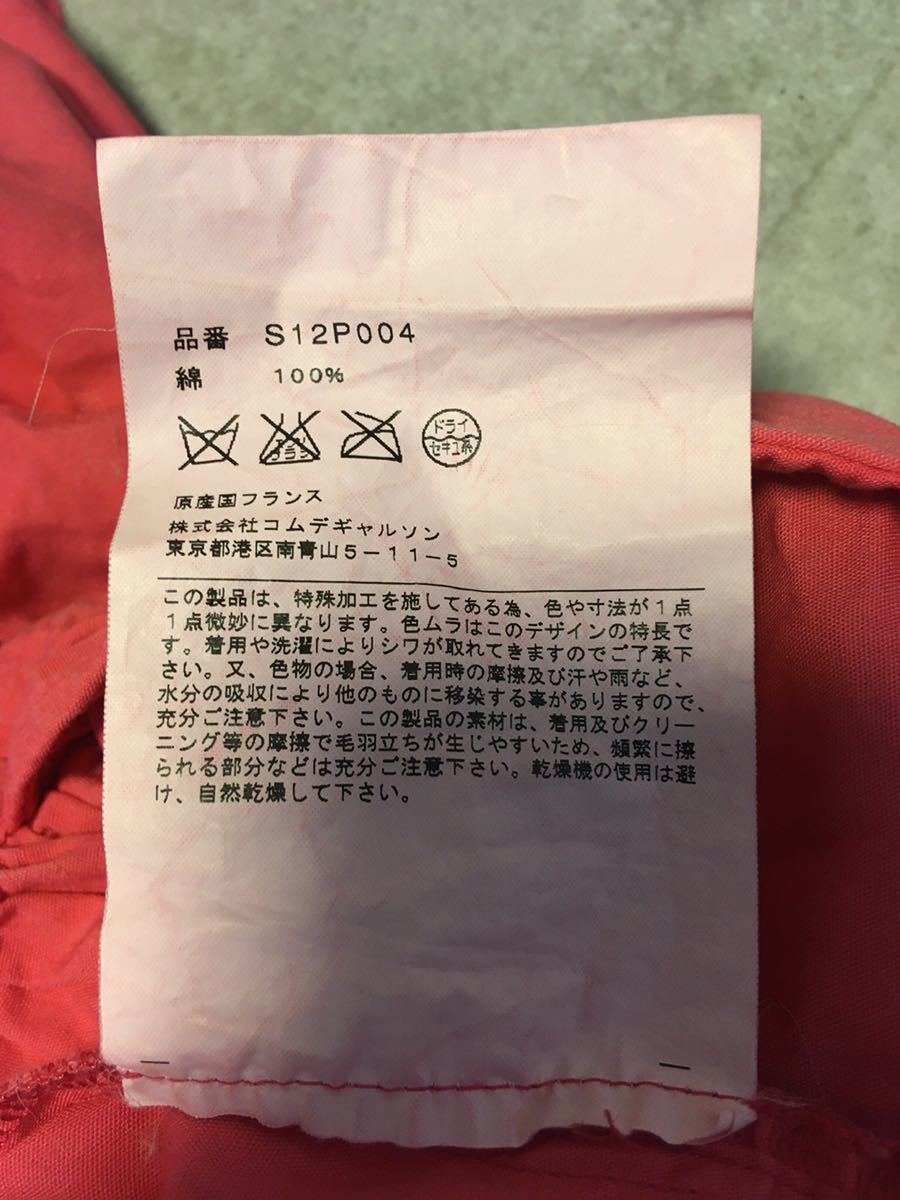 品番 S12P004
綿 100%
エンソ サラシ ドライ セキユ系
原産国フランス
株式会社コムデギャルソン
東京都港区南青山5-11-5
この製品は、特殊加工を施してある為、色や寸法が1点
1点微妙に異なります。色ムラはこのデザインの特長で
す。着用や洗濯によりシワが取れてきますのでご了承下
さい。又、色物の場合、着用時の摩擦及び汗や雨など、
水分の吸収により他のものに移染する事がありますので、
充分ご注意下さい。この製品の素材は、着用及びクリー
ニング等の摩擦で毛羽立ちが生じやすいため、頻繁に擦
られる部分などは充分ご注意下さい。乾燥機の使用は避
け、自然乾燥して下さい。